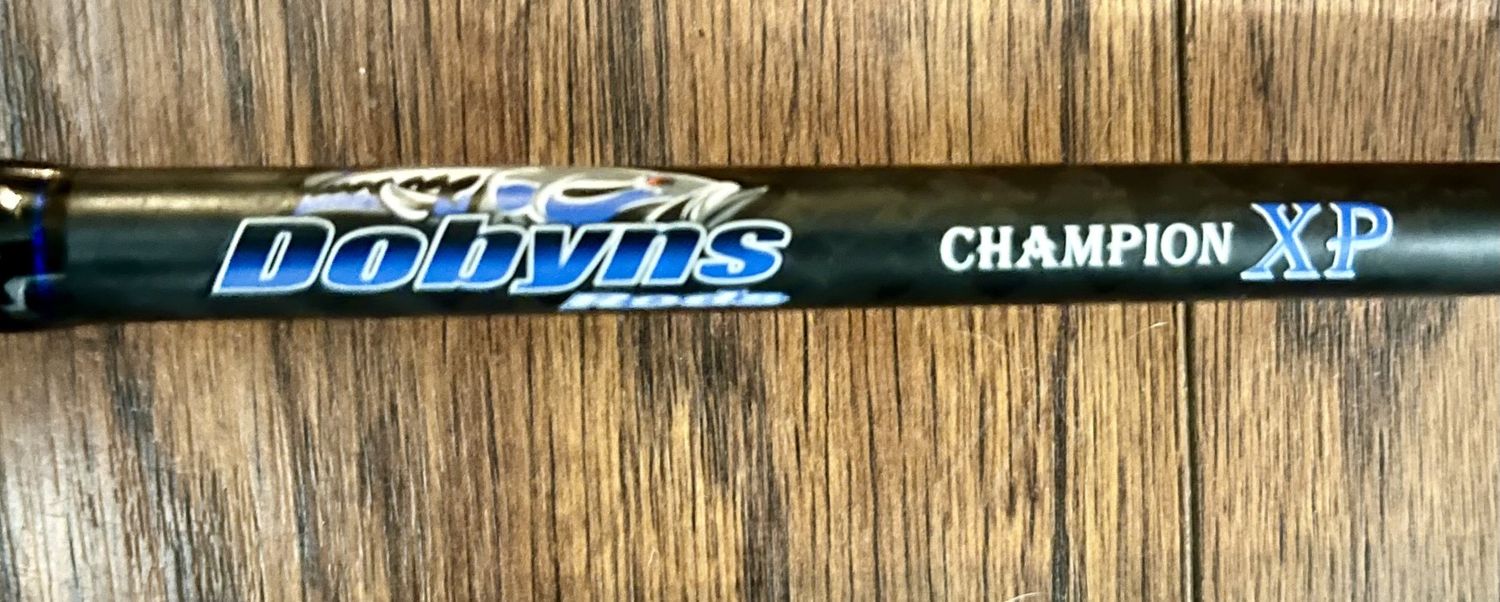 Dobyns
Rods
CHAMPION XP